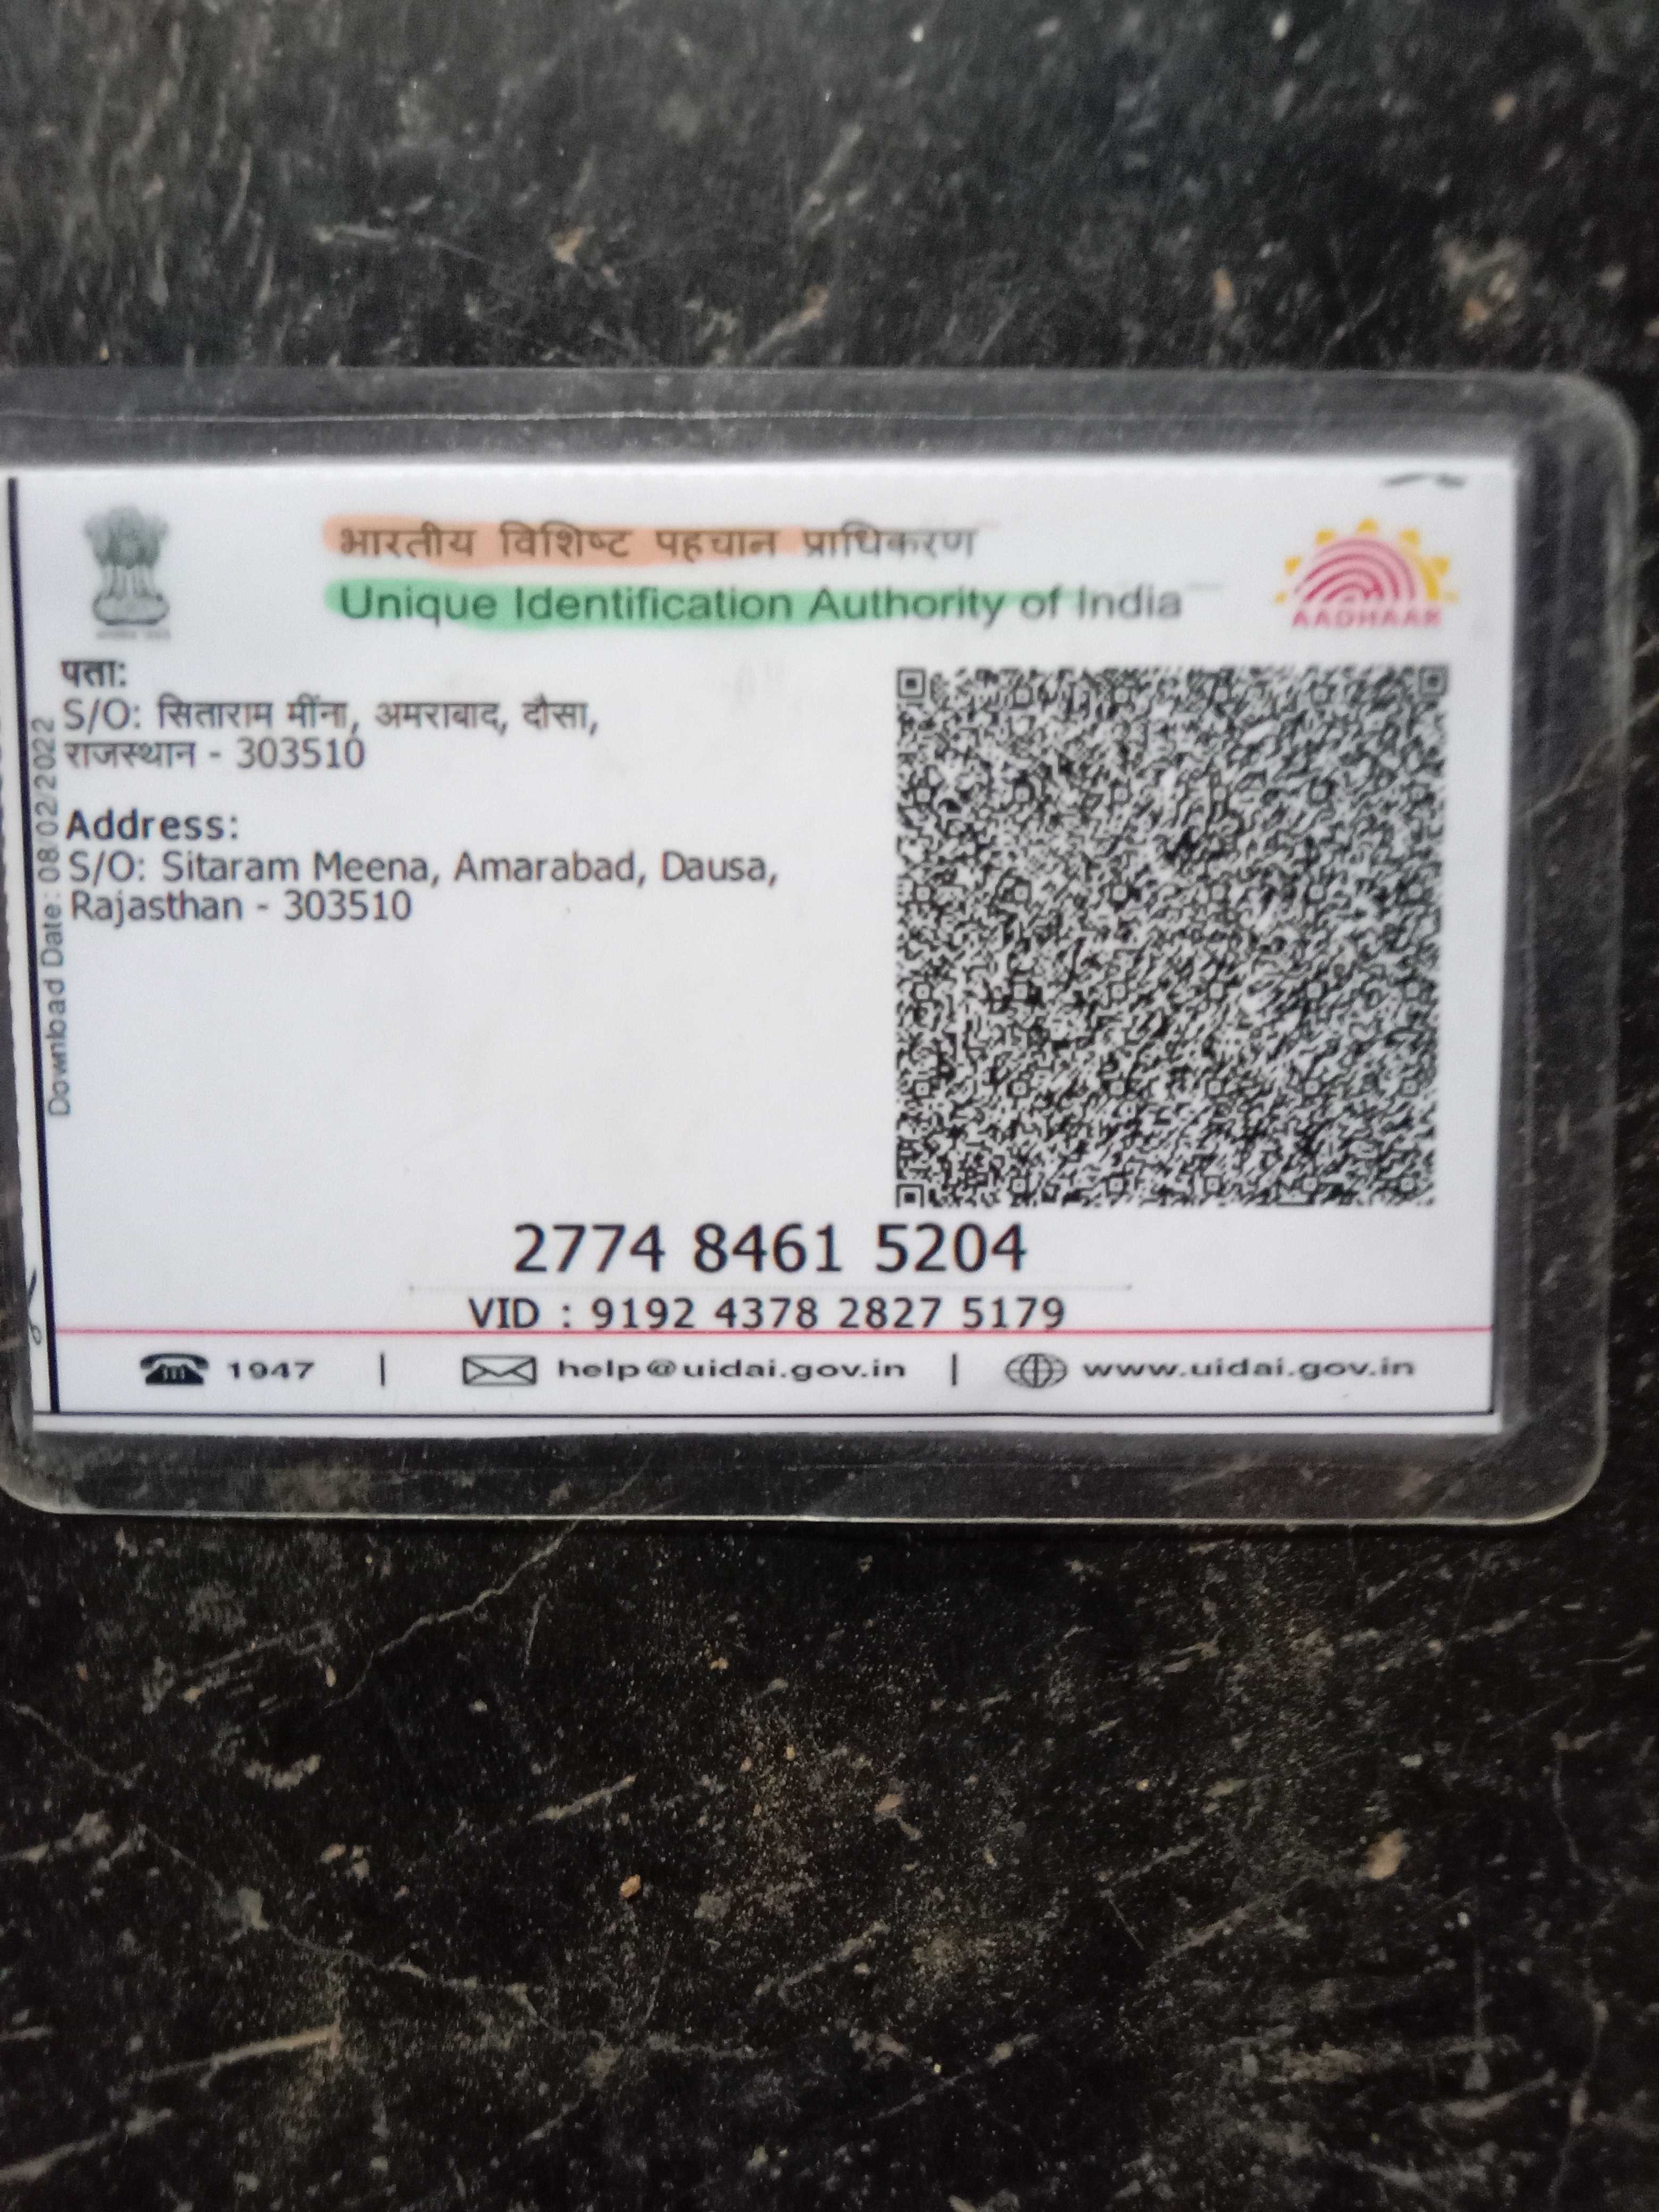 भारतीय विशिष्ट पहचान प्राधिकरण
Unique Identification Authority of India
AADHAAR
पता:
S/O: सिताराम मींना, अमराबाद, दौसा,
राजस्थान - 303510
Address:
S/O: Sitaram Meena, Amarabad, Dausa,
Rajasthan - 303510
Download Date: 08/02/2022
2774 8461 5204
VID : 9192 4378 2827 5179
1947 | help@uidai.gov.in | www.uidai.gov.in